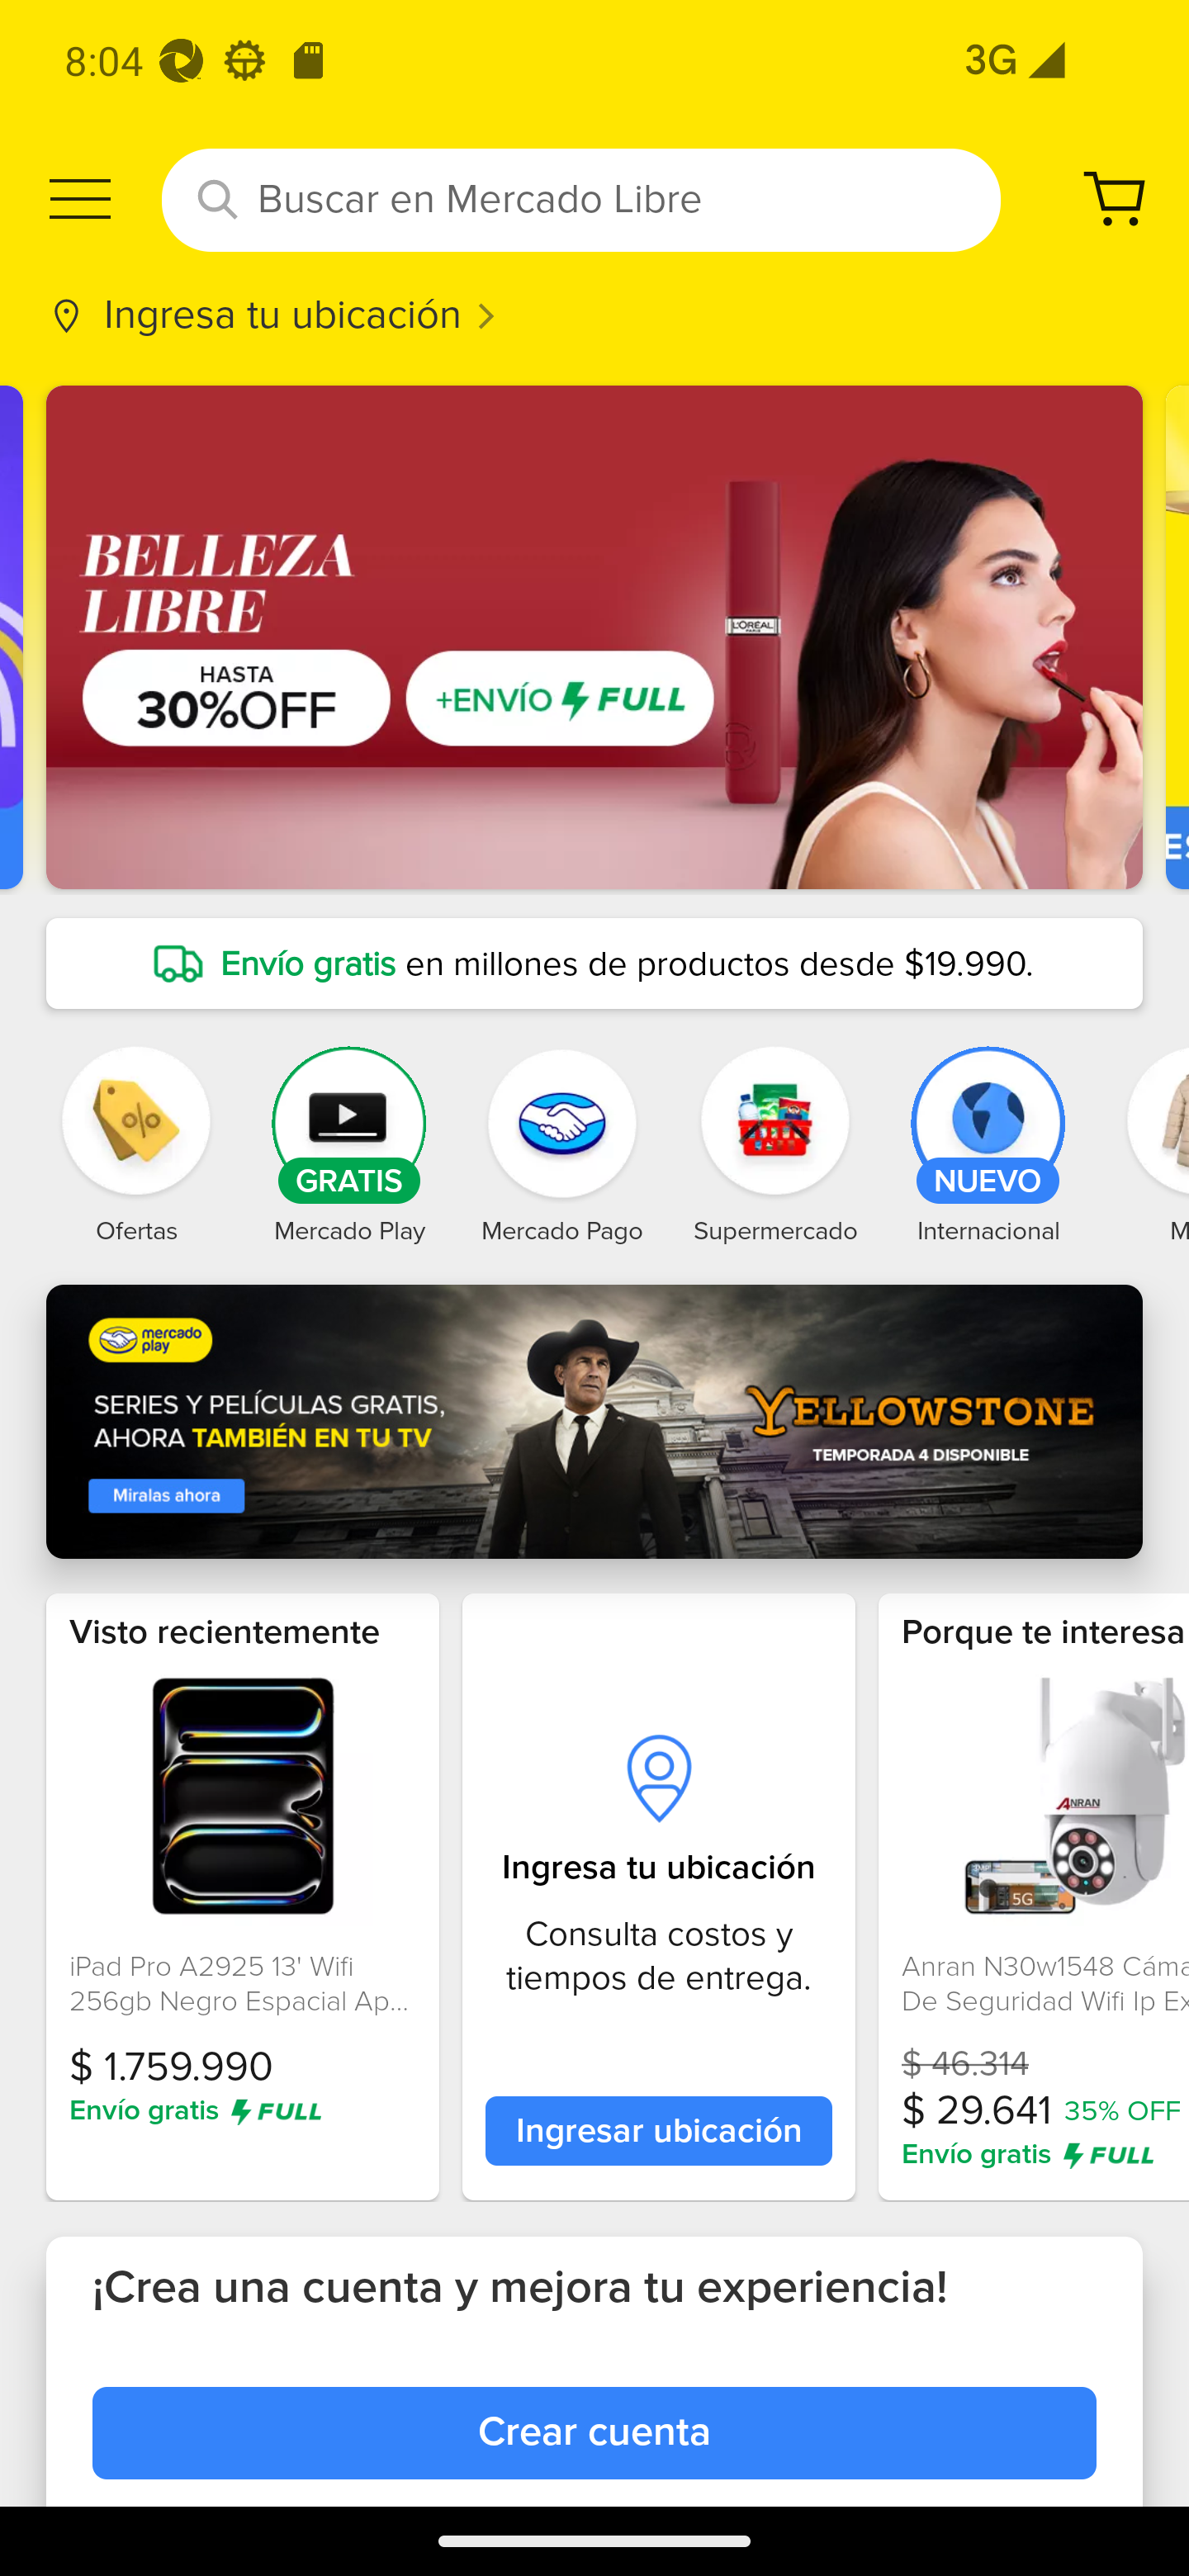 8:04
3G
Buscar en Mercado Libre
Ingresa tu ubicación
BELLEZA
LIBRE
HASTA
30%OFF
+ENVÍO FULL
L'ORÉAL
PARIS
Envío gratis en millones de productos desde $19.990.
GRATIS
NUEVO
Ofertas
Mercado Play
Mercado Pago
Supermercado
Internacional
M
mercado
play
SERIES Y PELÍCULAS GRATIS,
AHORA TAMBIÉN EN TU TV
Miralas ahora
YELLOWSTONE
TEMPORADA 4 DISPONIBLE
Visto recientemente
iPad Pro A2925 13' Wifi
256gb Negro Espacial Ap...
$ 1.759.990
Envío gratis FULL
Ingresa tu ubicación
Consulta costos y
tiempos de entrega.
Ingresar ubicación
Porque te interesa
ANRAN
5G
Anran N30w1548 Cáma
De Seguridad Wifi Ip Ex
$ 46.314
$ 29.641 35% OFF
Envío gratis FULL
¡Crea una cuenta y mejora tu experiencia!
Crear cuenta